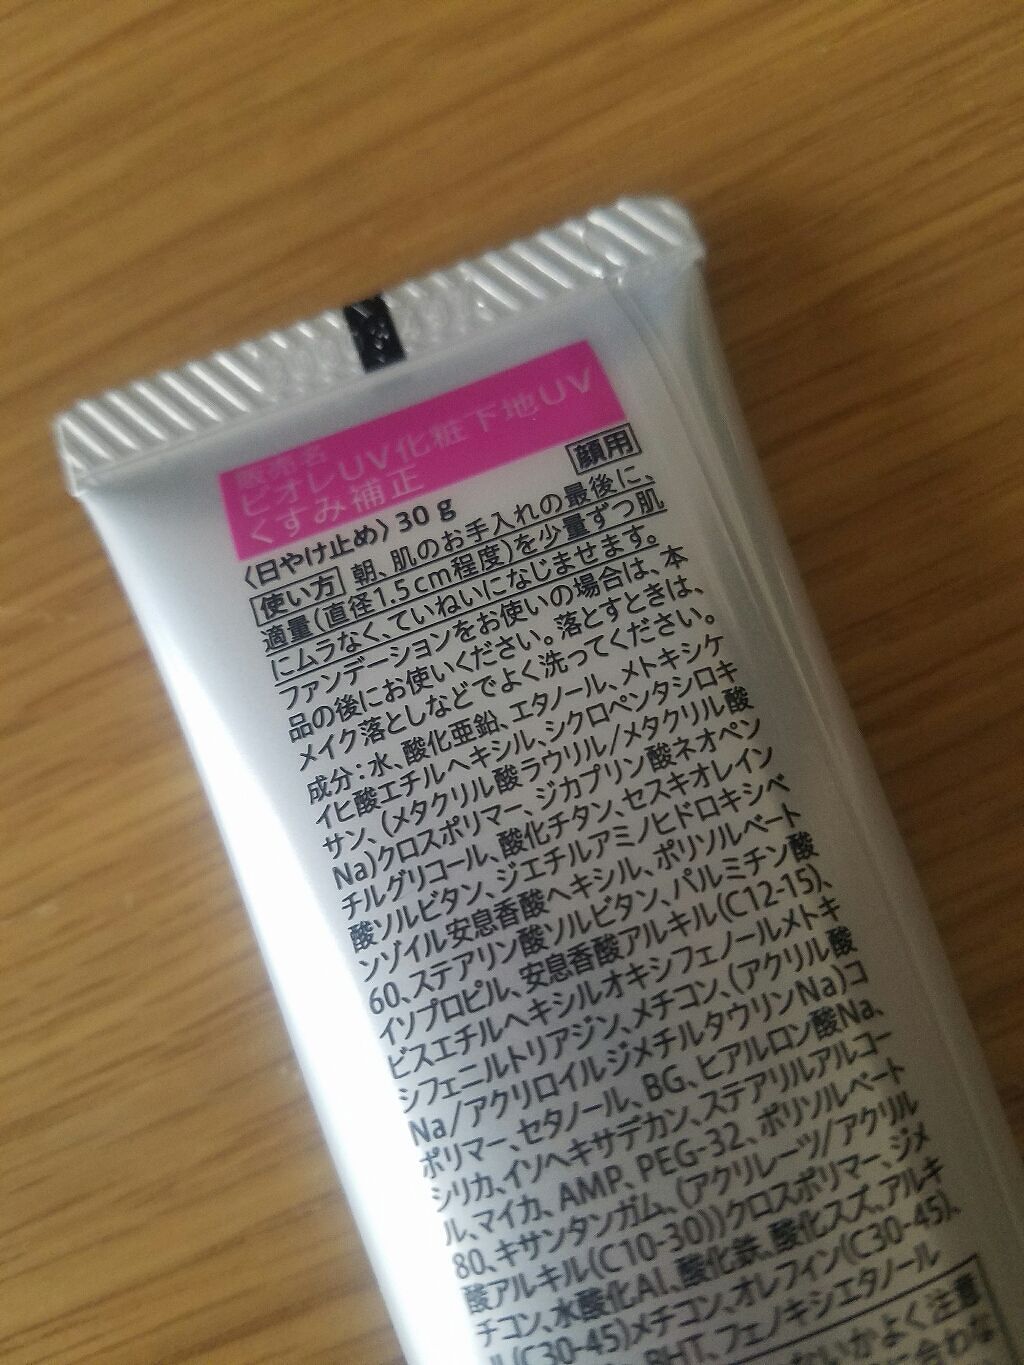 販売名
ビオレUV化粧下地UV
くすみ補正
〈日やけ止め〉30g
顔用
使い方 朝、肌のお手入れの最後に、
適量(直径1.5cm程度)を少量ずつ肌
にムラなく、ていねいになじませます。
ファンデーションをお使いの場合は、本
品の後にお使いください。落とすときは、
メイク落としなどでよく洗ってください。
成分:水、酸化亜鉛、エタノール、メトキシケ
イヒ酸エチルヘキシル、シクロペンタシロキ
サン、(メタクリル酸ラウリル/メタクリル酸
Na)クロスポリマー、ジカプリン酸ネオペン
チルグリコール、酸化チタン、セスキオレイン
酸ソルビタン、ジエチルアミノヒドロキシベ
ンゾイル安息香酸ヘキシル、ポリソルベート
60、ステアリン酸ソルビタン、パルミチン酸
イソプロピル、安息香酸アルキル(C12-15)、
ビスエチルヘキシルオキシフェノールメトキ
シフェニルトリアジン、メチコン、(アクリル酸
Na/アクリロイルジメチルタウリンNa)コ
ポリマー、セタノール、BG、ヒアルロン酸Na、
シリカ、イソヘキサデカン、ステアリルアルコー
ル、マイカ、AMP、PEG-32、ポリソルベート
80、キサンタンガム、(アクリレーツ/アクリル
酸アルキル(C10-30))クロスポリマー、ジメ
チコン、水酸化Al、酸化鉄、酸化スズ、アルキ
ル(C30-45)メチコン、オレフィン(C30-45)、
BHT、フェノキシエタノール
ないかよく注意
に合わな